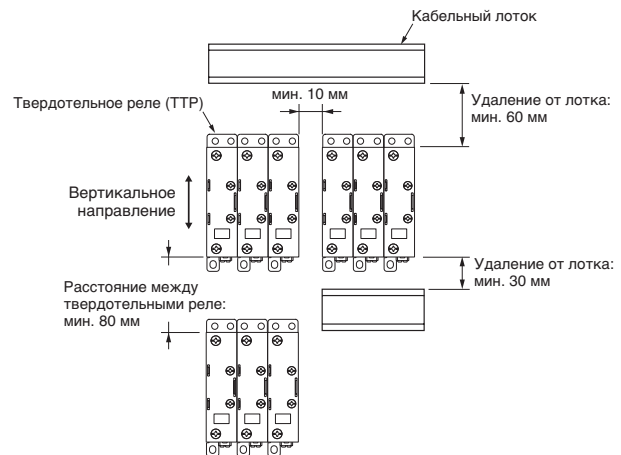 Кабельный лоток
мин. 10 мм
Твердотельное реле (ТТР)
Удаление от лотка:
мин. 60 мм
Вертикальное
направление
Удаление от лотка:
мин. 30 мм
Расстояние между
твердотельными реле:
мин. 80 мм